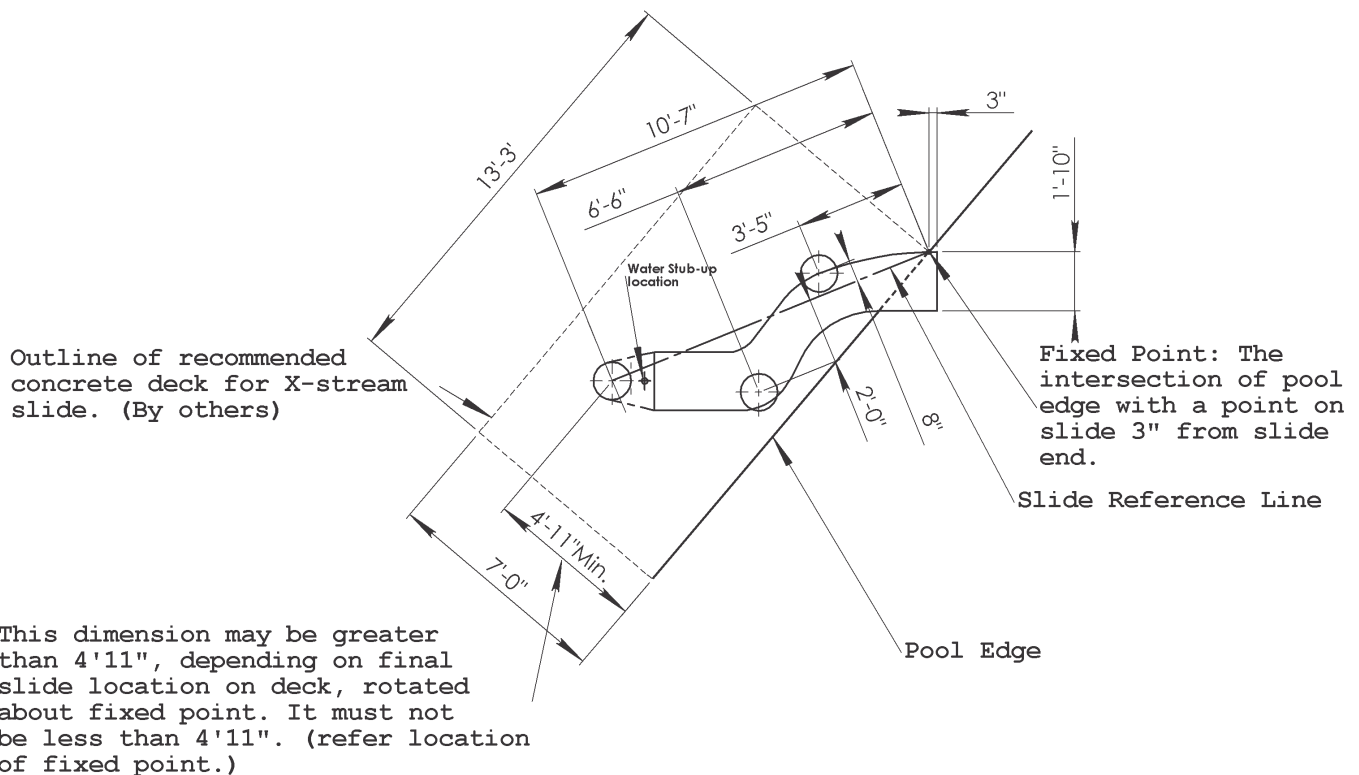 13'-3'
10'-7"
6'-6"
3'-5"
3"
1'-10"
Water Stub-up
location
Outline of recommended
concrete deck for X-stream
slide. (By others)
2'-0"
8"
Fixed Point: The
intersection of pool
edge with a point on
slide 3" from slide
end.
Slide Reference Line
4'-11"Min.
7'-0"
Pool Edge
This dimension may be greater
than 4'11", depending on final
slide location on deck, rotated
about fixed point. It must not
be less than 4'11". (refer location
of fixed point.)